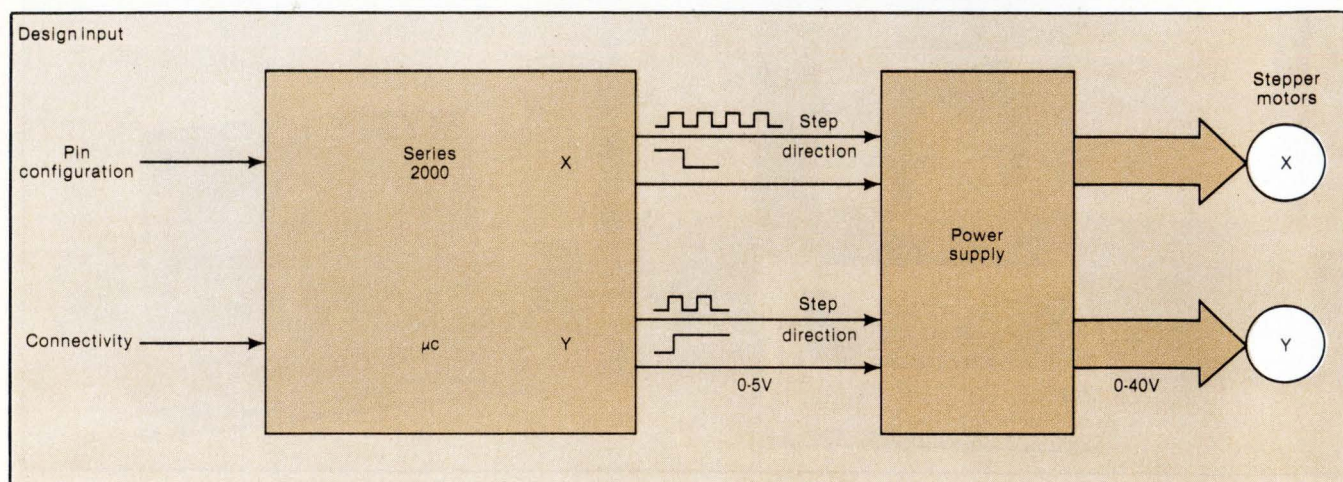 Design input
Pin
configuration
Connectivity
Series
2000
X
µc
Y
Step
direction
Step
direction
0-5V
Power
supply
0-40V
Stepper
motors
X
Y